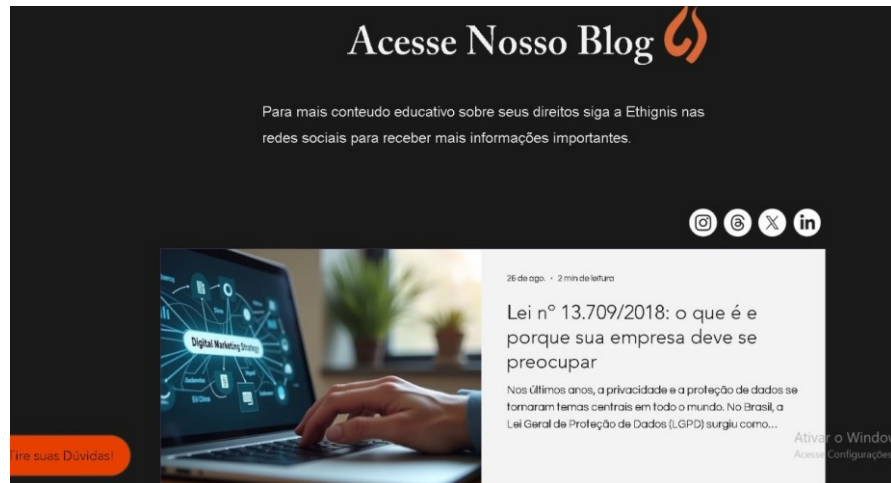 Acesse Nosso Blog
Para mais conteudo educativo sobre seus direitos siga a Ethignis nas
redes sociais para receber mais informações importantes.
in
Digital Marketing Strategy
26 de ago. • 2 min de leitura
Lei nº 13.709/2018: o que é e
porque sua empresa deve se
preocupar
Nos últimos anos, a privacidade e a proteção de dados se
tornaram temas centrais em todo o mundo. No Brasil, a
Lei Geral de Proteção de Dados (LGPD) surgiu como...
Tire suas Dúvidas!
Ativar o Window
Acesse Configurações